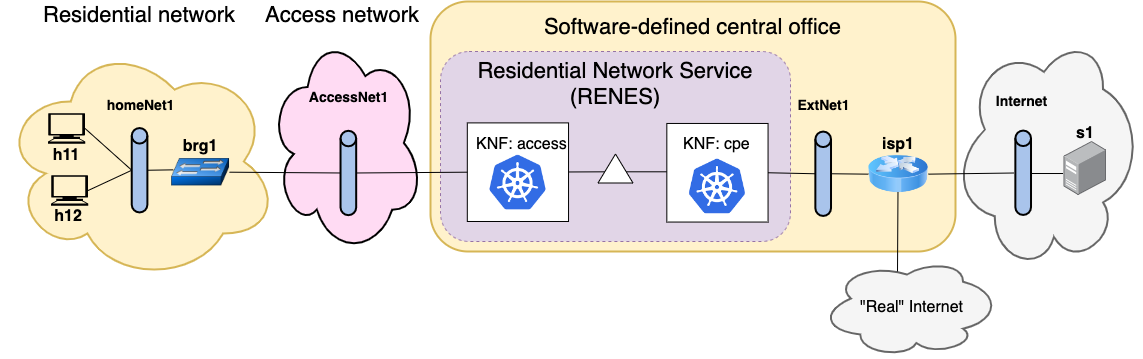 Residential network
Access network
Software-defined central office
Residential Network Service
(RENES)
homeNet1
AccessNet1
ExtNet1
Internet
h11
h12
brg1
KNF: access
KNF: cpe
isp1
s1
"Real" Internet